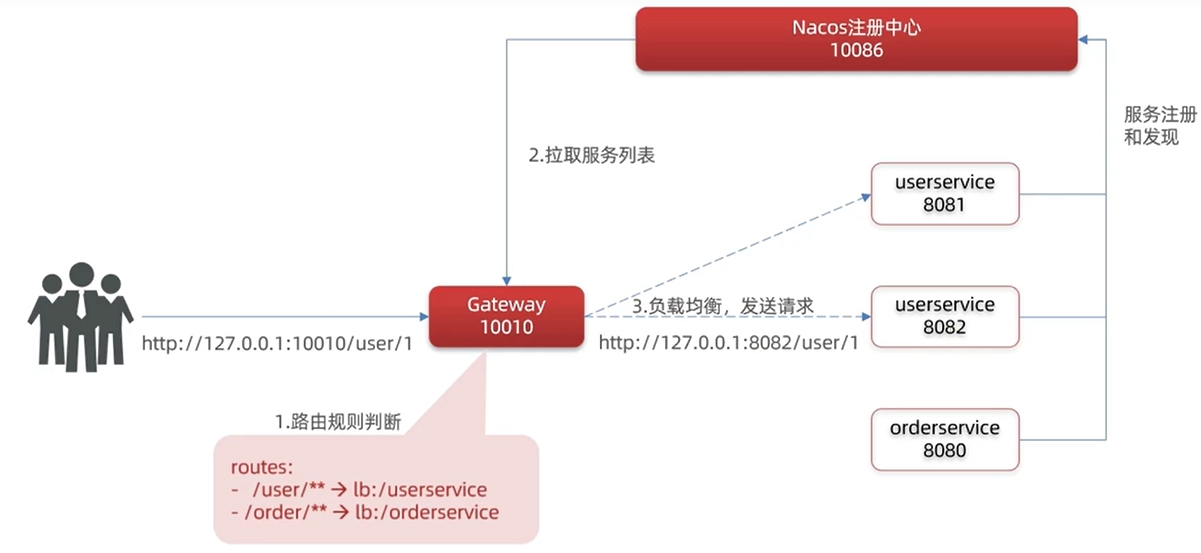 Nacos注册中心
10086
服务注册
和发现
2.拉取服务列表
userservice
8081
Gateway
10010
3.负载均衡，发送请求
userservice
8082
http://127.0.0.1:10010/user/1
http://127.0.0.1:8082/user/1
1.路由规则判断
orderservice
8080
routes:
- /user/** → lb:/userservice
- /order/** → lb:/orderservice